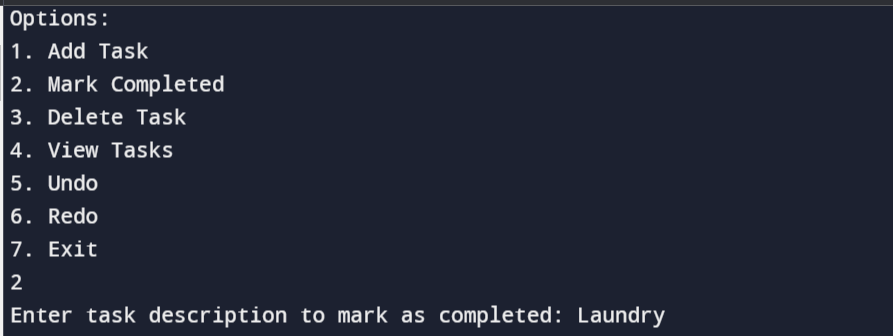 Options:
1. Add Task
2. Mark Completed
3. Delete Task
4. View Tasks
5. Undo
6. Redo
7. Exit
2
Enter task description to mark as completed: Laundry